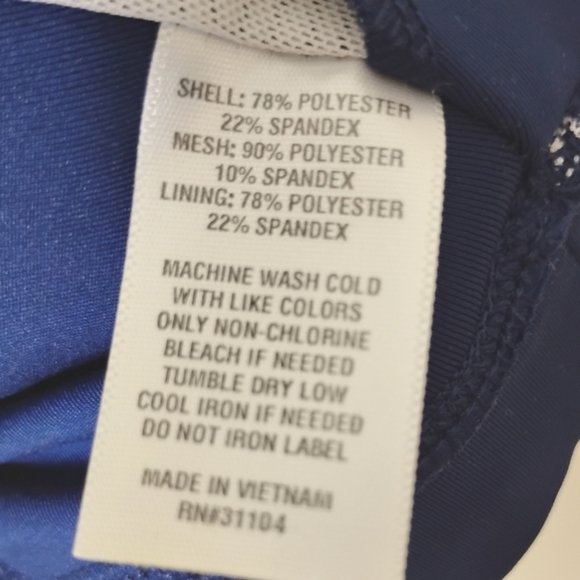 SHELL: 78% POLYESTER
22% SPANDEX
MESH: 90% POLYESTER
10% SPANDEX
LINING: 78% POLYESTER
22% SPANDEX
MACHINE WASH COLD
WITH LIKE COLORS
ONLY NON-CHLORINE
BLEACH IF NEEDED
TUMBLE DRY LOW
COOL IRON IF NEEDED
DO NOT IRON LABEL
MADE IN VIETNAM
RN#31104